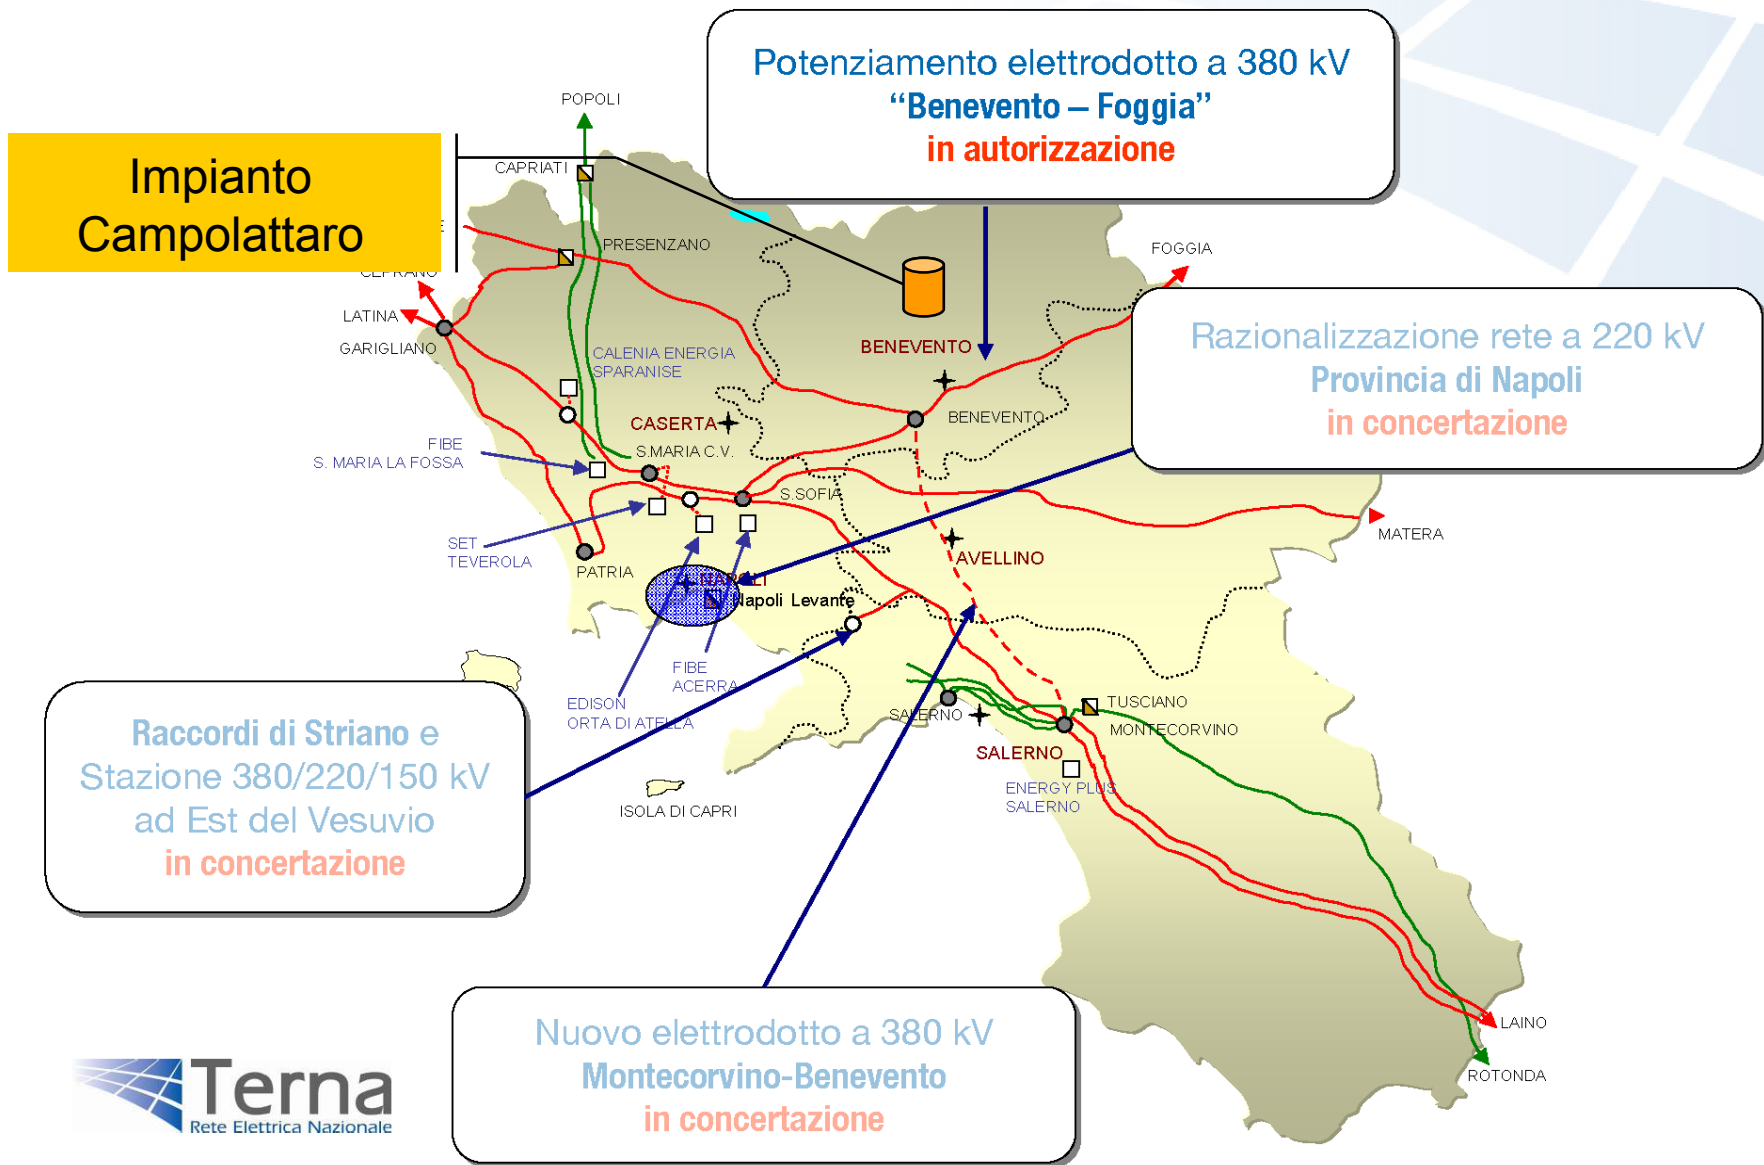 Potenziamento elettrodotto a 380 kV
“Benevento – Foggia”
in autorizzazione
Impianto
Campolattaro
POPOLI
CAPRIATI
E
PRESENZANO
CEPRANO
LATINA
GARIGLIANO
CALENIA ENERGIA
SPARANISE
FOGGIA
BENEVENTO
BENEVENTO
Razionalizzazione rete a 220 kV
Provincia di Napoli
in concertazione
CASERTA
S.MARIA C.V.
FIBE
S. MARIA LA FOSSA
S.SOFIA
MATERA
SET
TEVEROLA
PATRIA
NAPOLI
Napoli Levante
AVELLINO
FIBE
ACERRA
EDISON
ORTA DI ATELLA
SALERNO
TUSCIANO
MONTECORVINO
SALERNO
ENERGY PLUS
SALERNO
ISOLA DI CAPRI
Raccordi di Striano e
Stazione 380/220/150 kV
ad Est del Vesuvio
in concertazione
Nuovo elettrodotto a 380 kV
Montecorvino-Benevento
in concertazione
LAINO
ROTONDA
Terna
Rete Elettrica Nazionale